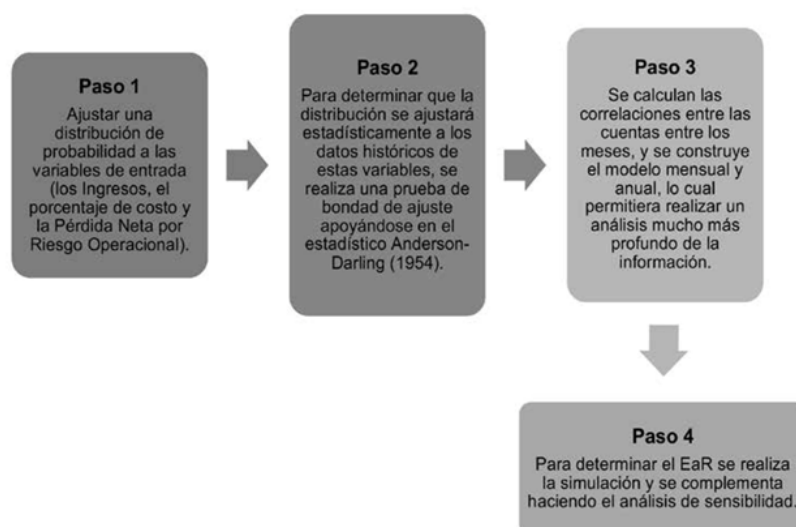 Paso 1
Ajustar una
distribución de
probabilidad a las
variables de entrada
(los Ingresos, el
porcentaje de costo y
la Pérdida Neta por
Riesgo Operacional).
Paso 2
Para determinar que la
distribución se ajustará
estadísticamente a los
datos históricos de
estas variables, se
realiza una prueba de
bondad de ajuste
apoyándose en el
estadístico Anderson-
Darling (1954).
Paso 3
Se calculan las
correlaciones entre las
cuentas entre los
meses, y se construye
el modelo mensual y
anual, lo cual
permitiera realizar un
análisis mucho más
profundo de la
información.
Paso 4
Para determinar el EaR se realiza
la simulación y se complementa
haciendo el análisis de sensibilidad.